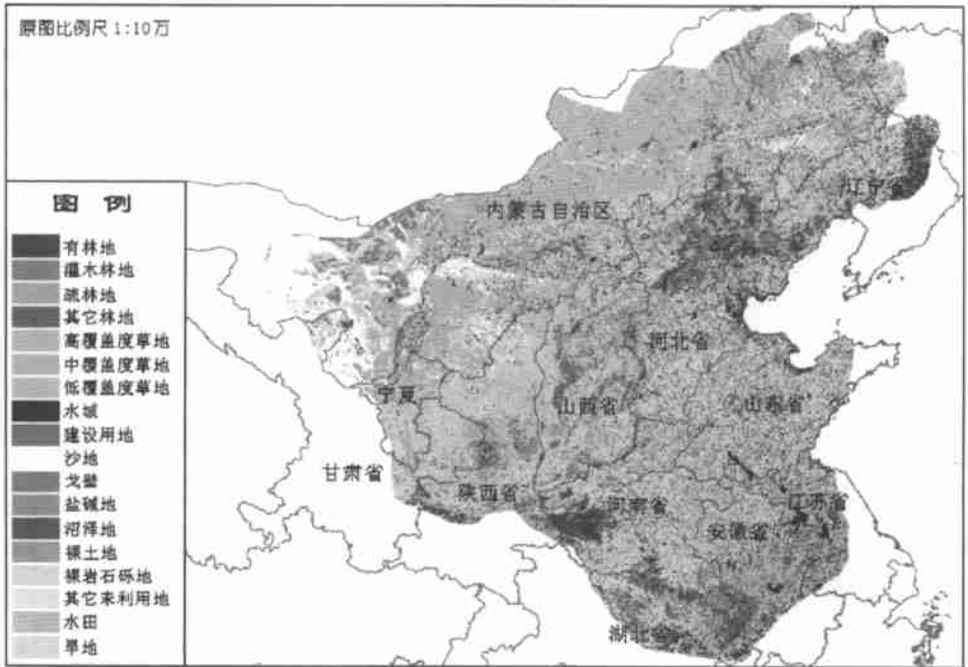 原图比例尺 1:10万
图 例
有林地
灌木林地
疏林地
其它林地
高覆盖度草地
中覆盖度草地
低覆盖度草地
水域
建设用地
沙地
戈壁
盐碱地
沼泽地
裸土地
裸岩石砾地
其它未利用地
水田
旱地
辽宁省
内蒙古自治区
河北省
宁夏
山西省
山东省
甘肃省
陕西省
河南省
江苏省
安徽省
湖北省